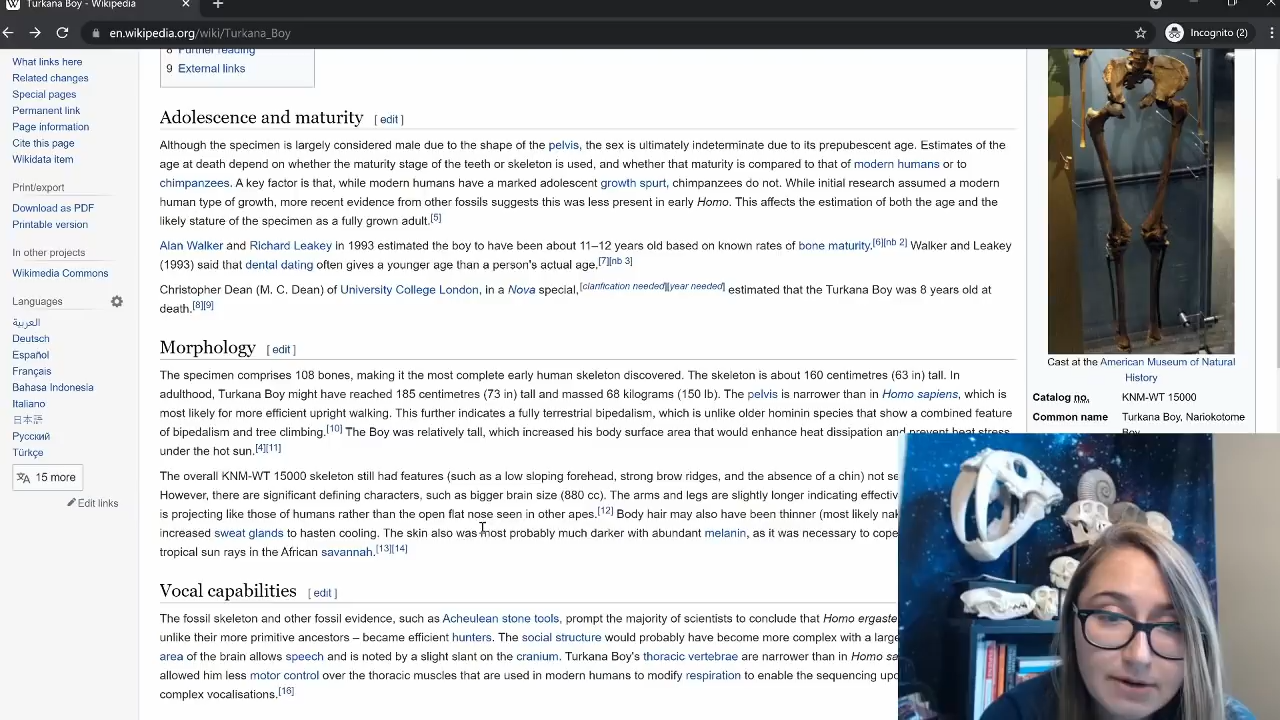 Turkana Boy - Wikipedia
en.wikipedia.org/wiki/Turkana_Boy
Incognito (2)
What links here
Related changes
Special pages
Permanent link
Page information
Cite this page
Wikidata item
Print/export
Download as PDF
Printable version
In other projects
Wikimedia Commons
Languages
العربية
Deutsch
Español
Français
Bahasa Indonesia
Italiano
日本語
Русский
Türkçe
15 more
Edit links
8 Further reading
9 External links
Adolescence and maturity [ edit ]
Although the specimen is largely considered male due to the shape of the pelvis, the sex is ultimately indeterminate due to its prepubescent age. Estimates of the
age at death depend on whether the maturity stage of the teeth or skeleton is used, and whether that maturity is compared to that of modern humans or to
chimpanzees. A key factor is that, while modern humans have a marked adolescent growth spurt, chimpanzees do not. While initial research assumed a modern
human type of growth, more recent evidence from other fossils suggests this was less present in early Homo. This affects the estimation of both the age and the
likely stature of the specimen as a fully grown adult.[5]
Alan Walker and Richard Leakey in 1993 estimated the boy to have been about 11–12 years old based on known rates of bone maturity.[6][nb 2] Walker and Leakey
(1993) said that dental dating often gives a younger age than a person's actual age.[7][nb 3]
Christopher Dean (M. C. Dean) of University College London, in a Nova special,[clarification needed][year needed] estimated that the Turkana Boy was 8 years old at
death.[8][9]
Morphology [ edit ]
The specimen comprises 108 bones, making it the most complete early human skeleton discovered. The skeleton is about 160 centimetres (63 in) tall. In
adulthood, Turkana Boy might have reached 185 centimetres (73 in) tall and massed 68 kilograms (150 lb). The pelvis is narrower than in Homo sapiens, which is
most likely for more efficient upright walking. This further indicates a fully terrestrial bipedalism, which is unlike older hominin species that show a combined feature
of bipedalism and tree climbing.[10] The Boy was relatively tall, which increased his body surface area that would enhance heat dissipation and prevent heat stress
under the hot sun.[4][11]
The overall KNM-WT 15000 skeleton still had features (such as a low sloping forehead, strong brow ridges, and the absence of a chin) not se
However, there are significant defining characters, such as bigger brain size (880 cc). The arms and legs are slightly longer indicating effectiv
is projecting like those of humans rather than the open flat nose seen in other apes.[12] Body hair may also have been thinner (most likely nak
increased sweat glands to hasten cooling. The skin also was most probably much darker with abundant melanin, as it was necessary to cope
tropical sun rays in the African savannah.[13][14]
Vocal capabilities [ edit ]
The fossil skeleton and other fossil evidence, such as Acheulean stone tools, prompt the majority of scientists to conclude that Homo ergaste
unlike their more primitive ancestors – became efficient hunters. The social structure would probably have become more complex with a large
area of the brain allows speech and is noted by a slight slant on the cranium. Turkana Boy's thoracic vertebrae are narrower than in Homo sa
allowed him less motor control over the thoracic muscles that are used in modern humans to modify respiration to enable the sequencing upo
complex vocalisations.[16]
Cast at the American Museum of Natural
History
Catalog no. KNM-WT 15000
Common name Turkana Boy, Nariokotome
Boy